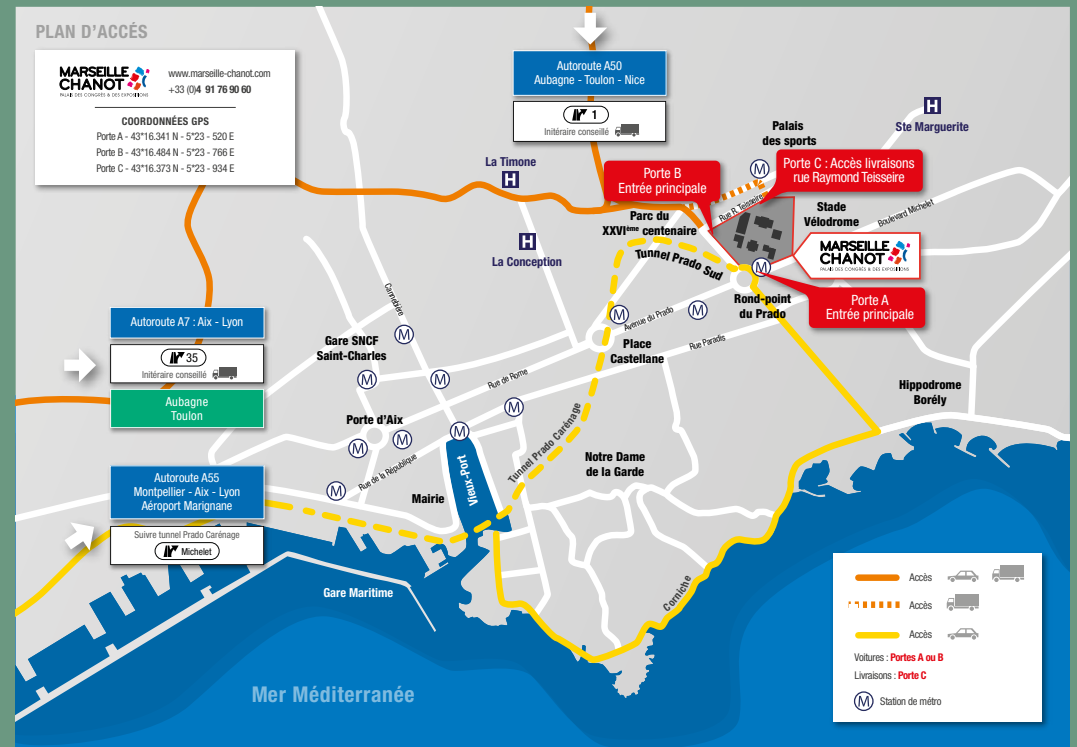 PLAN D'ACCÉS
MARSEILLE
CHANOT
PALAIS DES CONGRÈS & DES EXPOSITIONS
www.marseille-chanot.com
+33 (0)4 91 76 90 60
COORDONNÉES GPS
Porte A - 43°16.341 N - 5°23 - 520 E
Porte B - 43°16.484 N - 5°23 - 766 E
Porte C - 43°16.373 N - 5°23 - 934 E
Autoroute A50
Aubagne - Toulon - Nice
1
Initéraire conseillé
H
Ste Marguerite
Palais
des sports
M
La Timone
H
Porte B
Entrée principale
Porte C : Accès livraisons
rue Raymond Teisseire
Rue R. Teisseire
Stade
Vélodrome
Boulevard Michelet
Parc du
XXVIème centenaire
H
La Conception
Tunnel Prado Sud
MARSEILLE
CHANOT
PALAIS DES CONGRÈS & DES EXPOSITIONS
M
Rond-point
du Prado
Porte A
Entrée principale
Cannebière
Autoroute A7 : Aix - Lyon
35
Initéraire conseillé
Aubagne
Toulon
Gare SNCF
Saint-Charles
M
M
M
M
Avenue du Prado
M
Place
Castellane
Rue Paradis
Rue de Rome
M
Hippodrome
Borély
Porte d'Aix
M
M
M
Rue de la République
M
Tunnel Prado Carénage
Notre Dame
de la Garde
Autoroute A55
Montpellier - Aix - Lyon
Aéroport Marignane
Suivre tunnel Prado Carénage
Michelet
Mairie
Vieux-Port
Gare Maritime
Corniche
Mer Méditerranée
Accès
Accès
Accès
Voitures : Portes A ou B
Livraisons : Porte C
M Station de métro